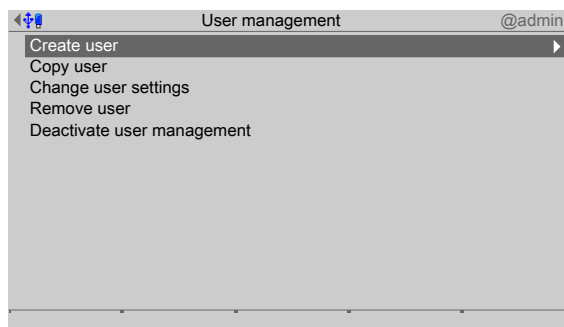 User management @admin
Create user
Copy user
Change user settings
Remove user
Deactivate user management